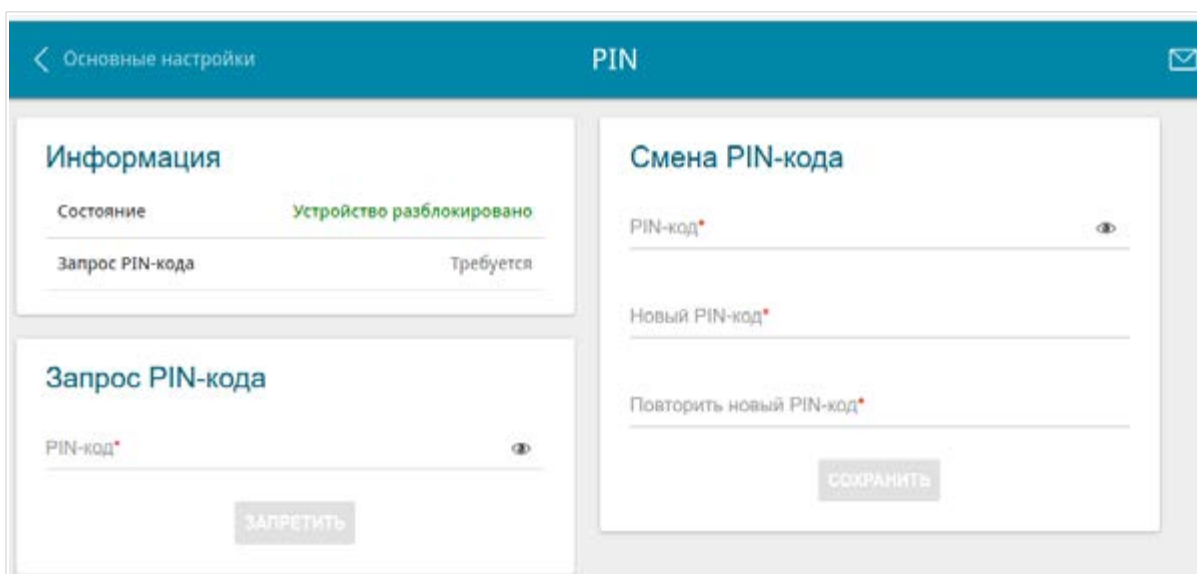 Основные настройки
PIN
Информация
Состояние Устройство разблокировано
Запрос PIN-кода Требуется
Запрос PIN-кода
PIN-код*
ЗАПРЕТИТЬ
Смена PIN-кода
PIN-код*
Новый PIN-код*
Повторить новый PIN-код*
СОХРАНИТЬ